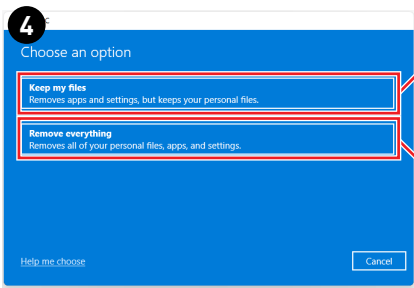 4
Choose an option
Keep my files
Removes apps and settings, but keeps your personal files.
Remove everything
Removes all of your personal files, apps, and settings.
Help me choose
Cancel